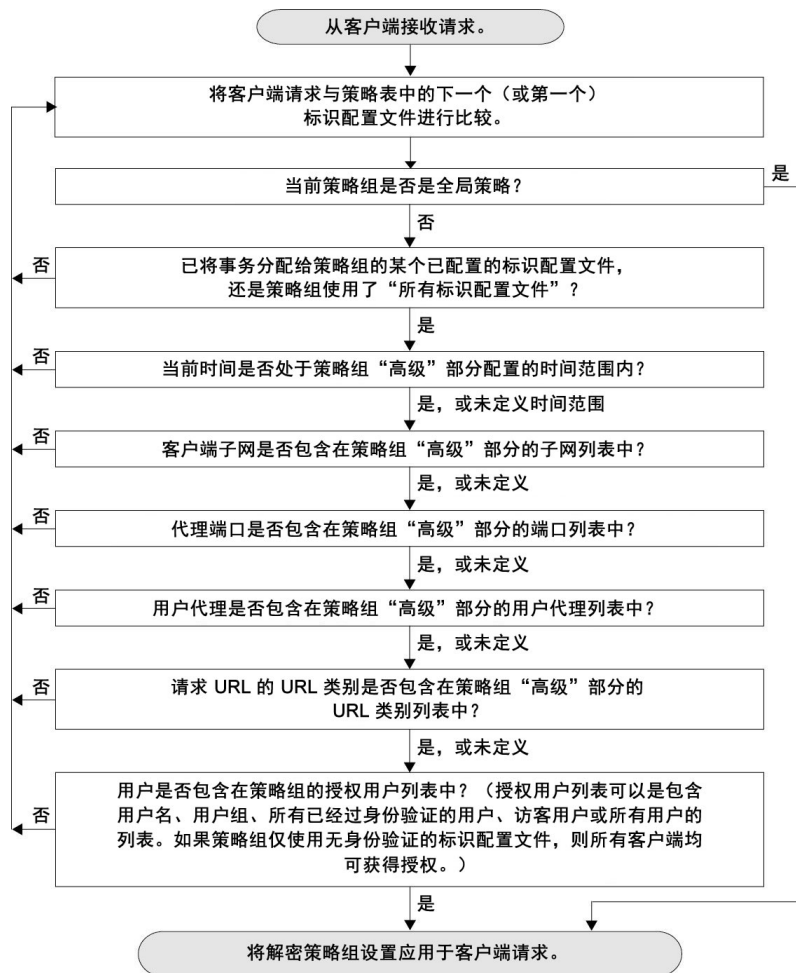 从客户端接收请求。
将客户端请求与策略表中的下一个（或第一个）
标识配置文件进行比较。
当前策略组是否是全局策略？
是
否
已将事务分配给策略组的某个已配置的标识配置文件，
还是策略组使用了“所有标识配置文件”？
否
是
当前时间是否处于策略组“高级”部分配置的时间范围内？
否
是，或未定义时间范围
客户端子网是否包含在策略组“高级”部分的子网列表中？
否
是，或未定义
代理端口是否包含在策略组“高级”部分的端口列表中？
否
是，或未定义
用户代理是否包含在策略组“高级”部分的用户代理列表中？
否
是，或未定义
请求 URL 的 URL 类别是否包含在策略组“高级”部分的
URL 类别列表中？
否
是，或未定义
用户是否包含在策略组的授权用户列表中？（授权用户列表可以是包含
用户名、用户组、所有已经过身份验证的用户、访客用户或所有用户的
列表。如果策略组仅使用无身份验证的标识配置文件，则所有客户端均
可获得授权。）
否
是
将解密策略组设置应用于客户端请求。